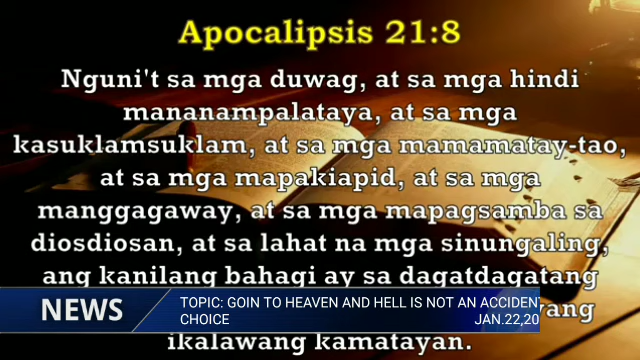 Apocalipsis 21:8
Nguni't sa mga duwag, at sa mga hindi
mananampalataya, at sa mga
kasuklamsuklam, at sa mga mamamatay-tao,
at sa mga mapakiapid, at sa mga
manggagaway, at sa mga mapagsamba sa
diosdiosan, at sa lahat na mga sinungaling,
ang kanilang bahagi ay sa dagatdagatang
yang
ikalawang kamatayan.
NEWS
TOPIC: GOIN TO HEAVEN AND HELL IS NOT AN ACCIDEN
CHOICE JAN.22,20